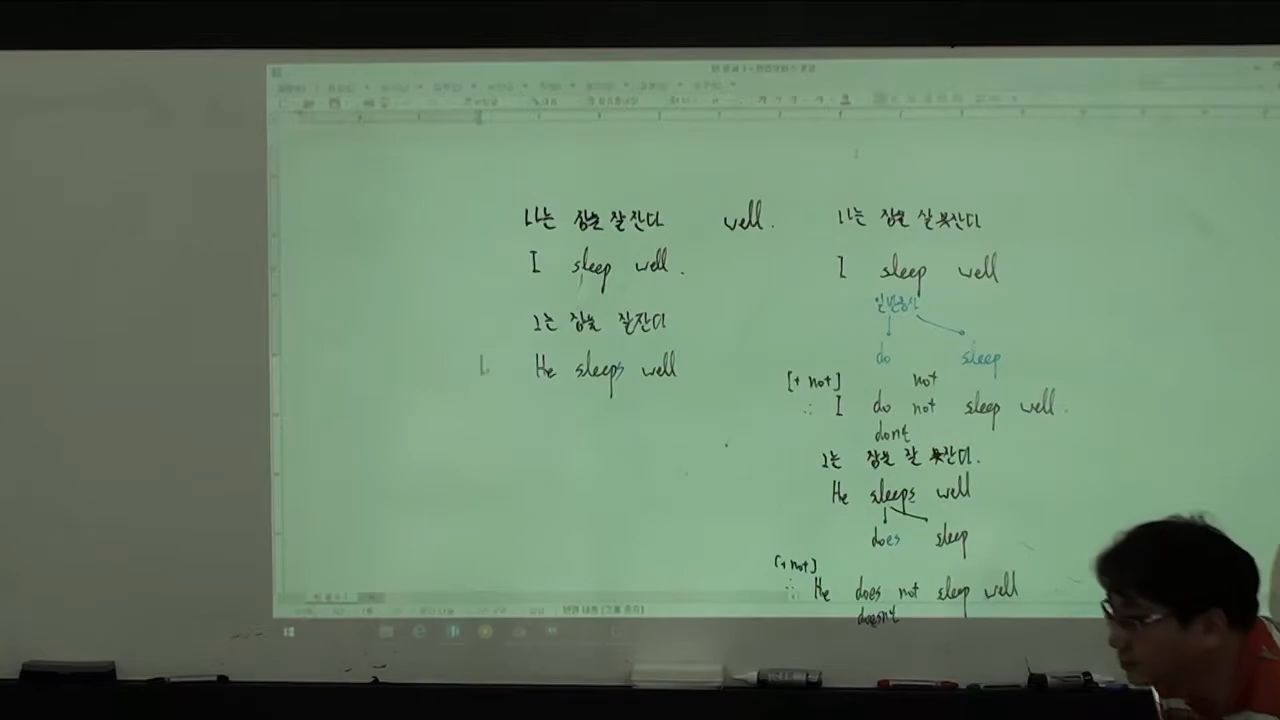 나는 잠을 잘잔다 well.
I sleep well.
그는 잠을 잘잔다
He sleeps well
나는 잠을 잘 못잔다
I sleep well
일반동사
do sleep
[+ not] not
∴ I do not sleep well.
dont
그는 잠을 잘 못잔다.
He sleeps well
does sleep
[+ not]
∴ He does not sleep well
doesnt